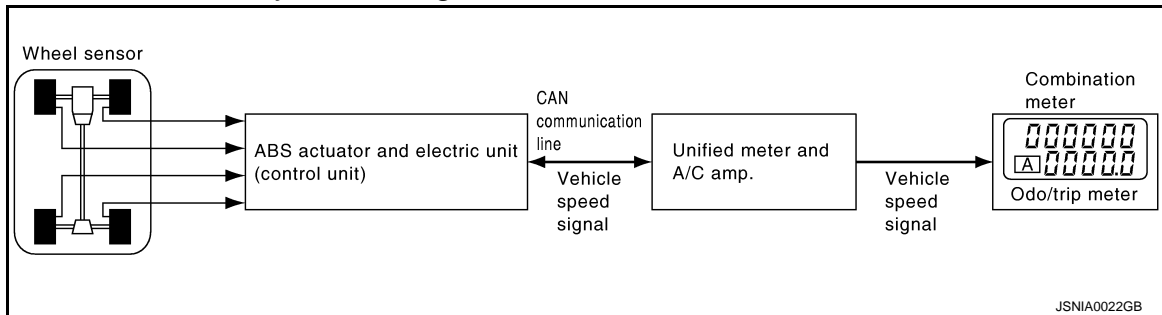 Wheel sensor
ABS actuator and electric unit
(control unit)
CAN
communication
line
Vehicle
speed
signal
Unified meter and
A/C amp.
Vehicle
speed
signal
Combination
meter
000000
A 0000.0
Odo/trip meter
JSNIA0022GB